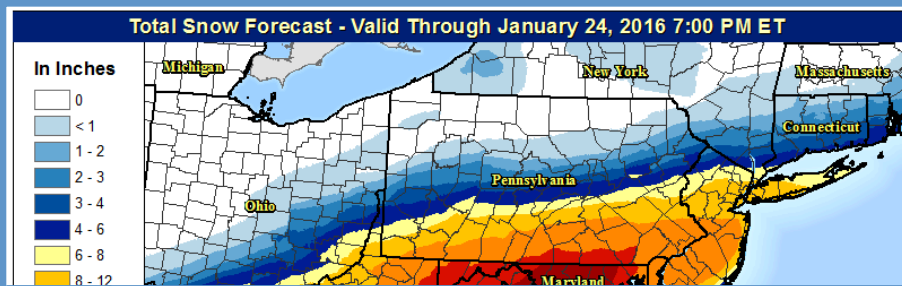 Total Snow Forecast - Valid Through January 24, 2016 7:00 PM ET
In Inches
0
< 1
1 - 2
2 - 3
3 - 4
4 - 6
6 - 8
8 - 12
Michigan
New York
Massachusetts
Connecticut
Pennsylvania
Ohio
Maryland